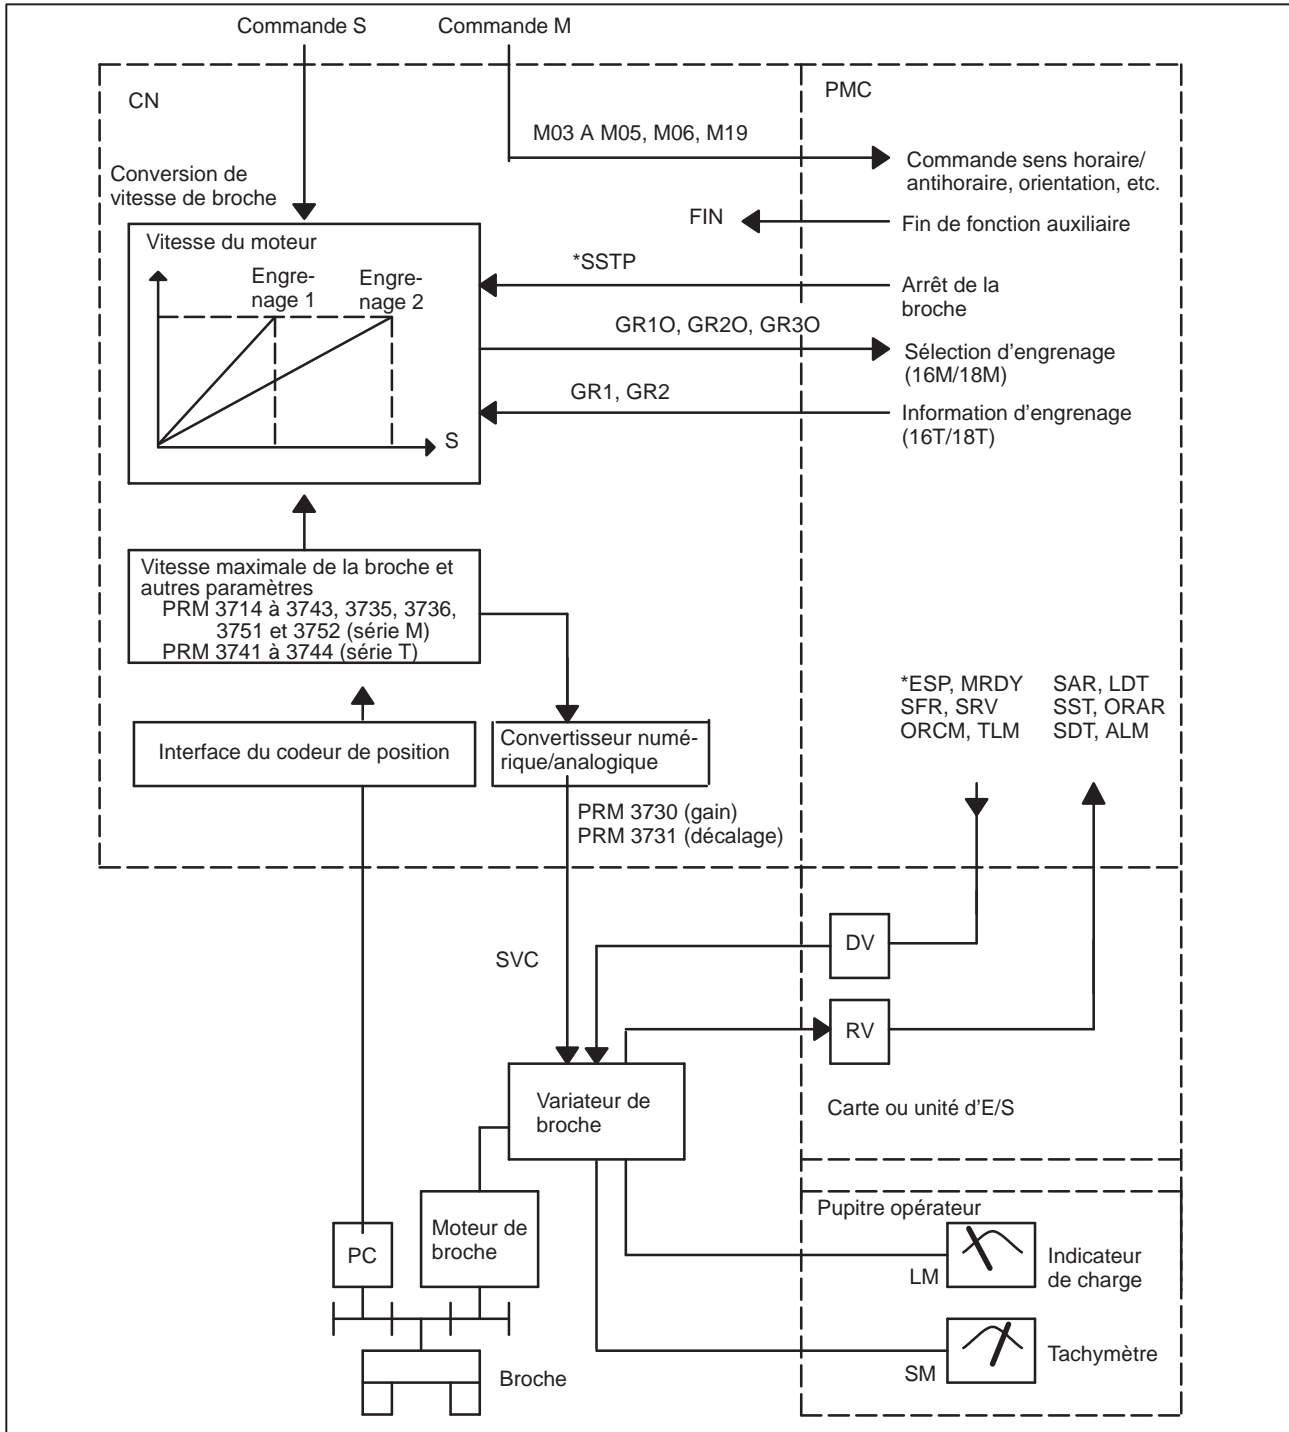 Commande S
Commande M
CN
PMC
M03 A M05, M06, M19
Commande sens horaire/
antihoraire, orientation, etc.
Conversion de
vitesse de broche
FIN
Fin de fonction auxiliaire
Vitesse du moteur
Engre-
nage 1
Engre-
nage 2
S
*SSTP
Arrêt de la
broche
GR1O, GR2O, GR3O
Sélection d'engrenage
(16M/18M)
GR1, GR2
Information d'engrenage
(16T/18T)
Vitesse maximale de la broche et
autres paramètres
PRM 3714 à 3743, 3735, 3736,
3751 et 3752 (série M)
PRM 3741 à 3744 (série T)
*ESP, MRDY
SFR, SRV
ORCM, TLM
SAR, LDT
SST, ORAR
SDT, ALM
Interface du codeur de position
Convertisseur numé-
rique/analogique
PRM 3730 (gain)
PRM 3731 (décalage)
SVC
DV
RV
Variateur de
broche
Carte ou unité d'E/S
Pupitre opérateur
PC
Moteur de
broche
LM
Indicateur
de charge
SM
Tachymètre
Broche